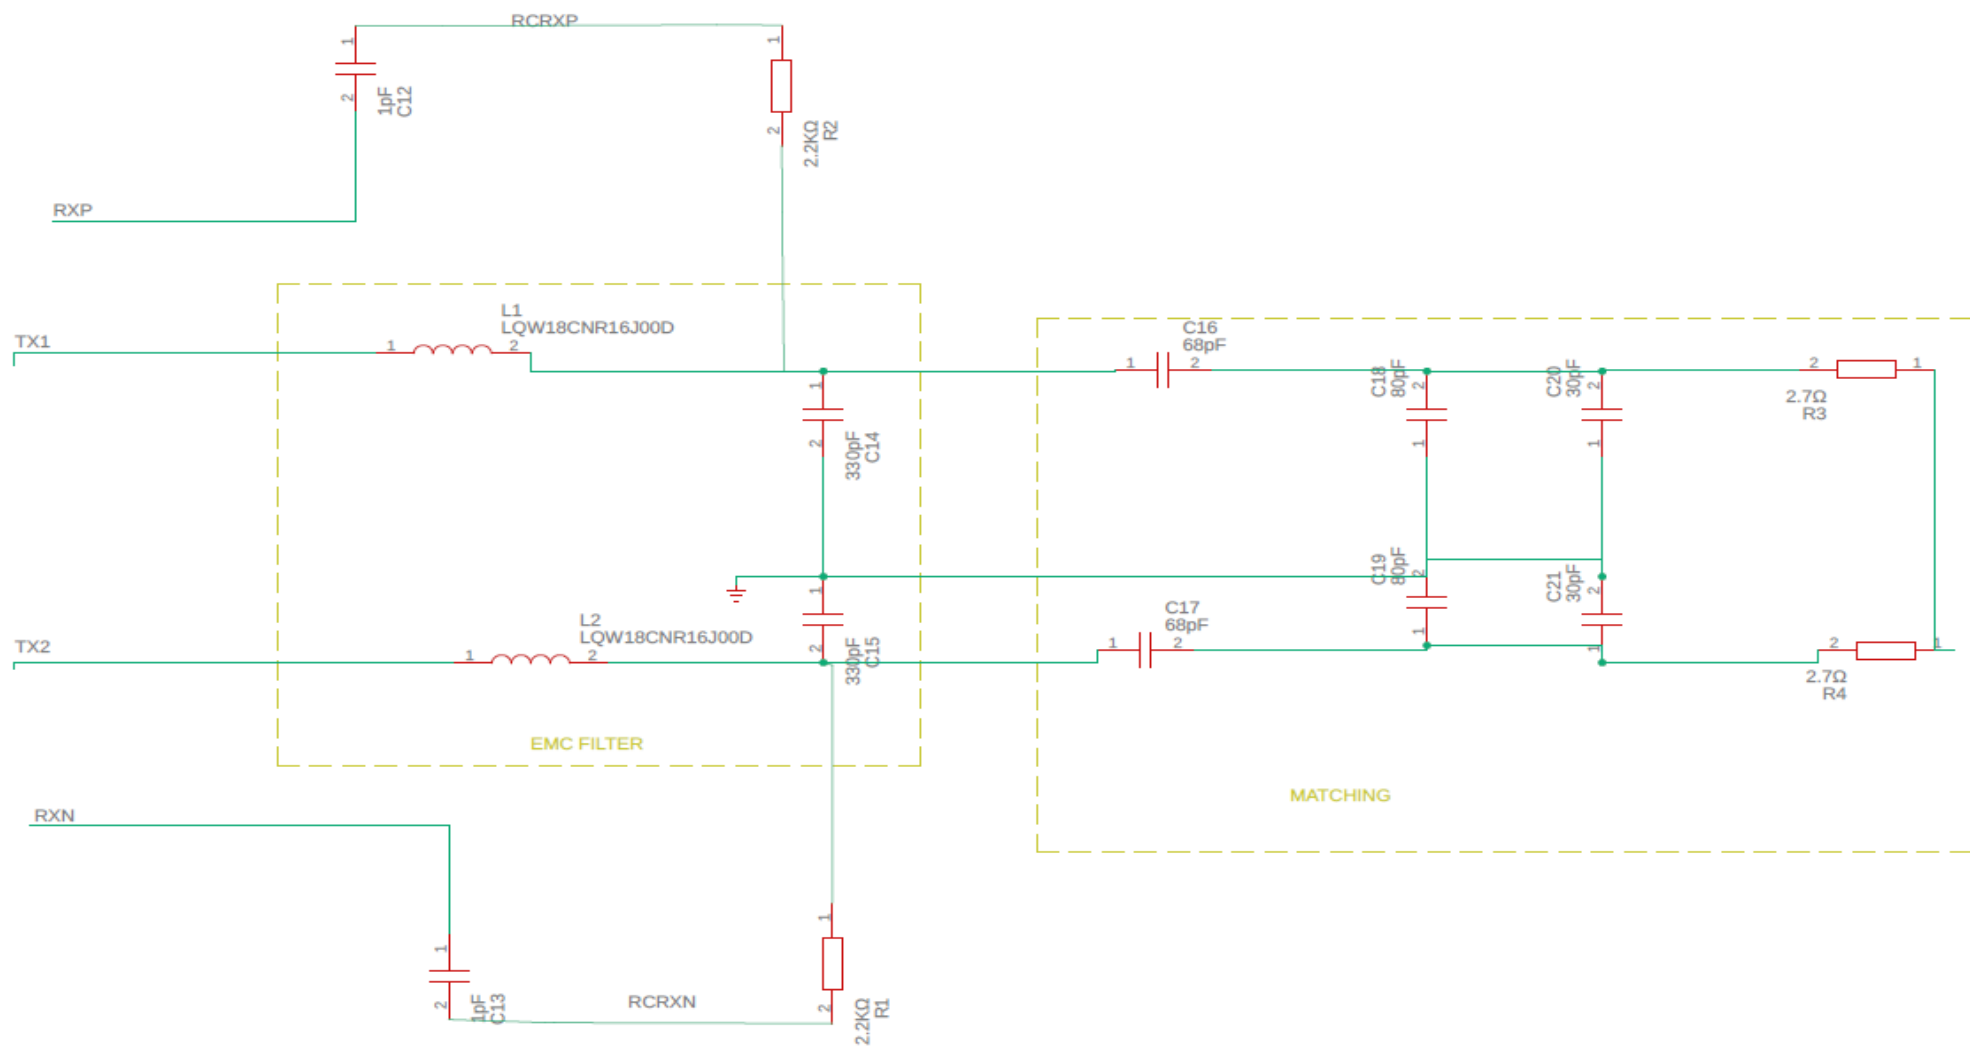 RCRXP
1
2
1pF
C12
1
2
2.2KΩ
R2
RXP
TX1
L1
LQW18CNR16J00D
1
2
1
2
330pF
C14
C16
68pF
1
2
C18
80pF
2
1
C20
30pF
2
1
2
1
2.7Ω
R3
TX2
L2
LQW18CNR16J00D
1
2
1
2
330pF
C15
C17
68pF
1
2
C19
80pF
2
1
C21
30pF
2
1
2
1
2.7Ω
R4
EMC FILTER
MATCHING
RXN
1
2
1pF
C13
RCRXN
1
2
2.2KΩ
R1